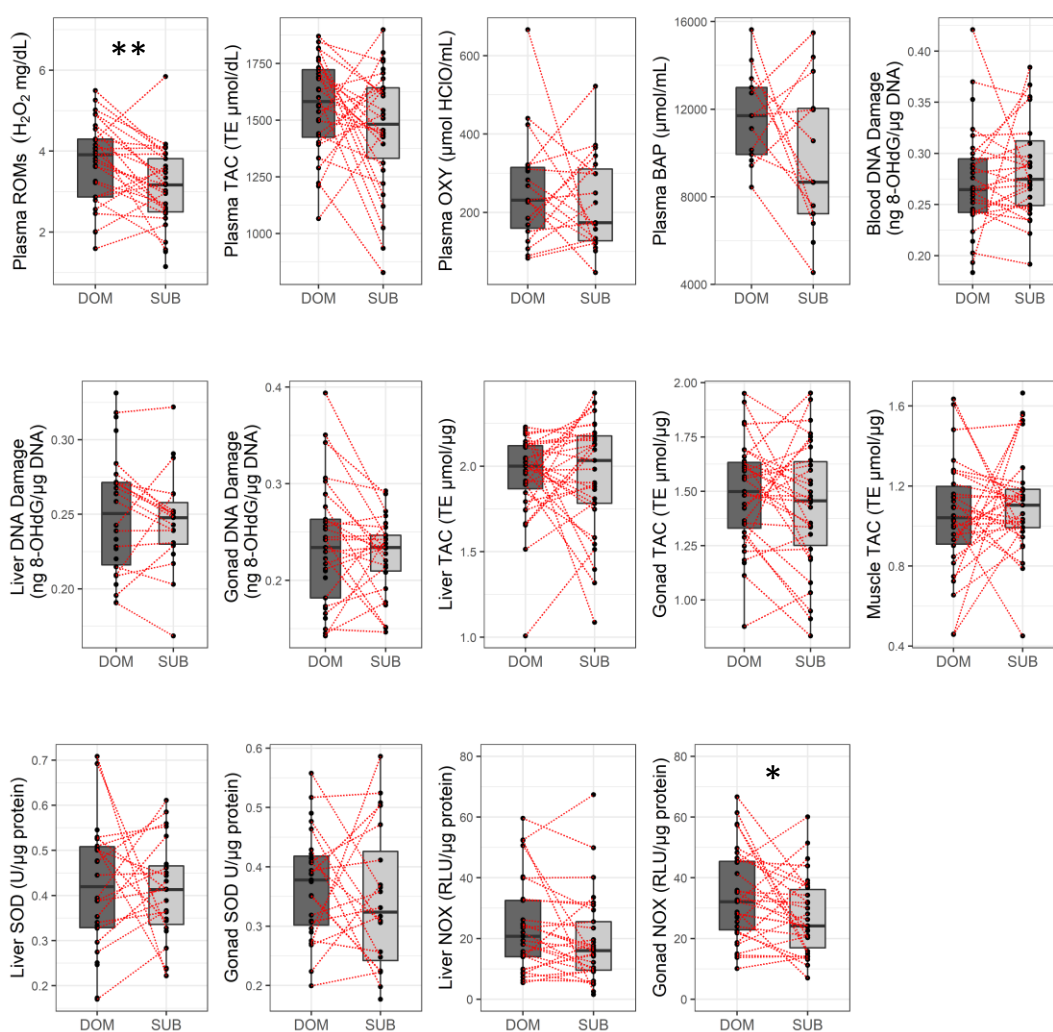 Plasma ROMs (H₂O₂ mg/dL)
6
4
2
**
DOM
SUB
Plasma TAC (TE µmol/dL)
1750
1500
1250
1000
DOM
SUB
Plasma OXY (µmol HClO/mL)
600
400
200
DOM
SUB
Plasma BAP (µmol/mL)
16000
12000
8000
4000
DOM
SUB
Blood DNA Damage
(ng 8-OHdG/µg DNA)
0.40
0.35
0.30
0.25
0.20
DOM
SUB
Liver DNA Damage
(ng 8-OHdG/µg DNA)
0.30
0.25
0.20
DOM
SUB
Gonad DNA Damage
(ng 8-OHdG/µg DNA)
0.4
0.3
0.2
DOM
SUB
Liver TAC (TE µmol/µg)
2.0
1.5
1.0
DOM
SUB
Gonad TAC (TE µmol/µg)
2.00
1.75
1.50
1.25
1.00
DOM
SUB
Muscle TAC (TE µmol/µg)
1.6
1.2
0.8
0.4
DOM
SUB
Liver SOD (U/µg protein)
0.7
0.6
0.5
0.4
0.3
0.2
DOM
SUB
Gonad SOD U/µg protein)
0.6
0.5
0.4
0.3
0.2
DOM
SUB
Liver NOX (RLU/µg protein)
80
60
40
20
0
DOM
SUB
Gonad NOX (RLU/µg protein)
80
60
40
20
0
*
DOM
SUB